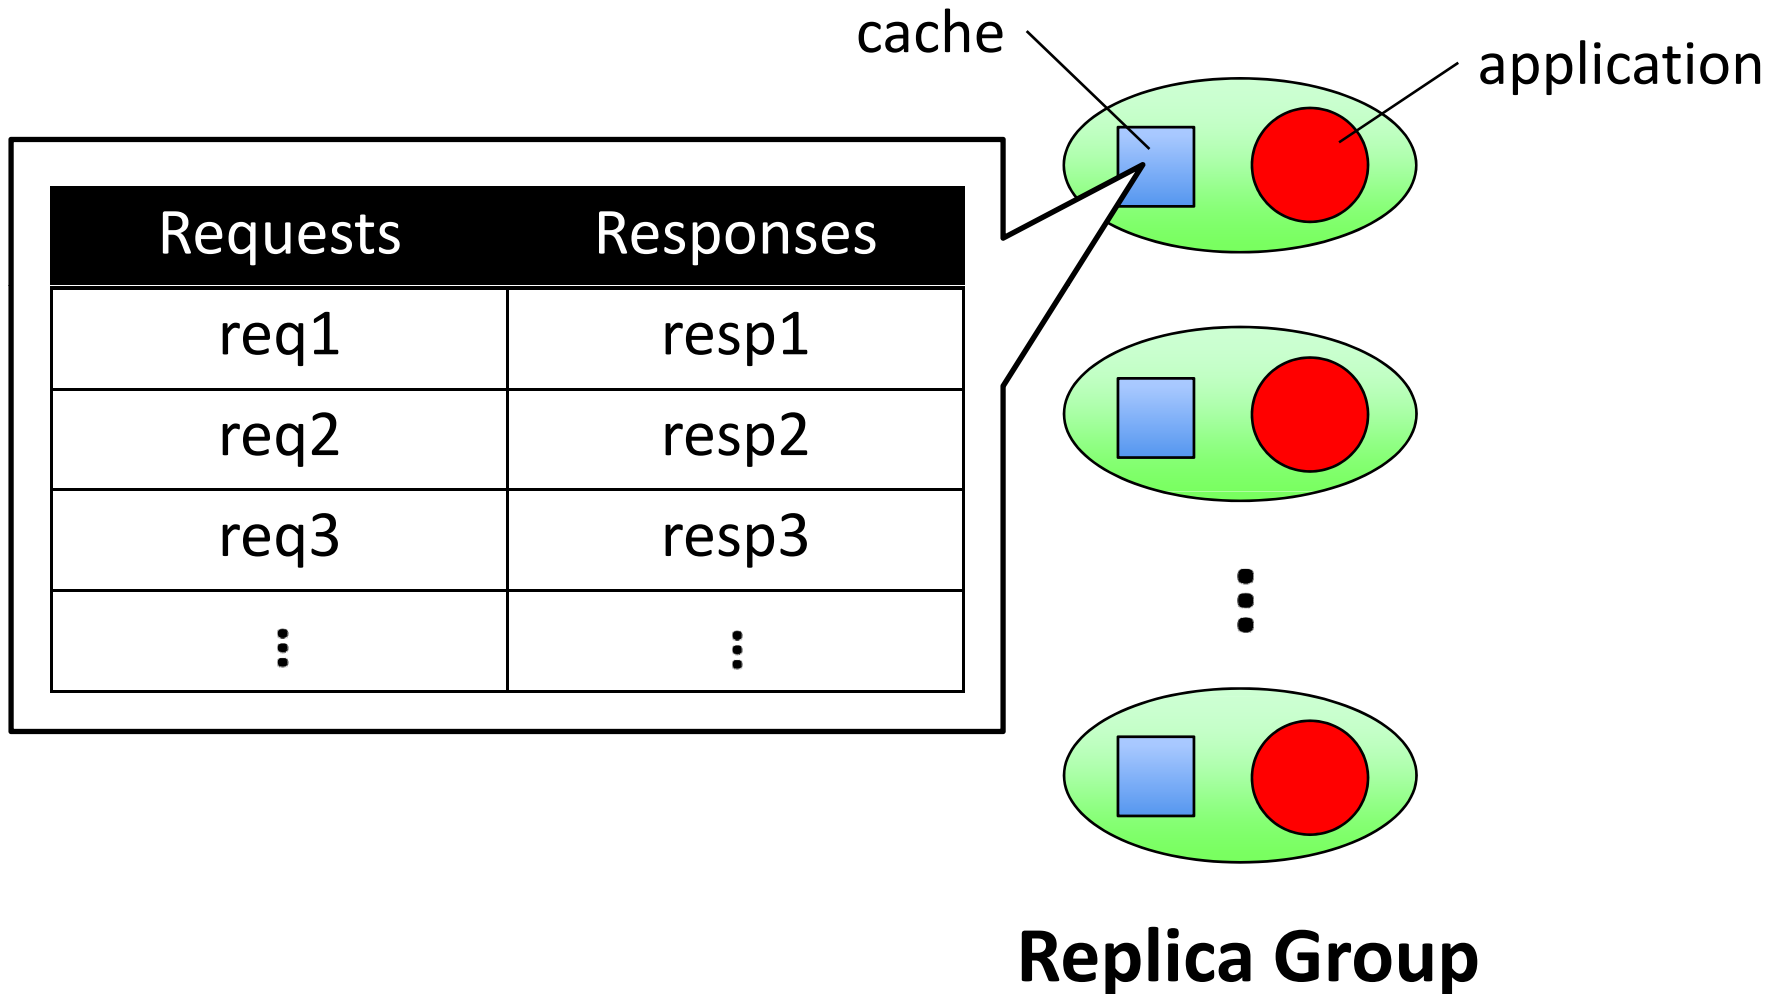 cache
application
Requests Responses
req1 resp1
req2 resp2
req3 resp3
Replica Group